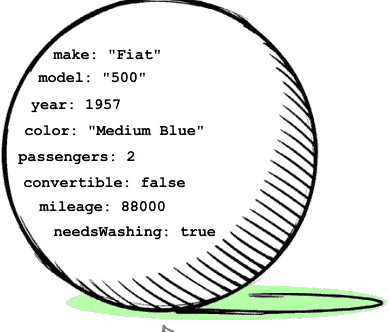 make: "Fiat"
model: "500"
year: 1957
color: "Medium Blue"
passengers: 2
convertible: false
mileage: 88000
needsWashing: true